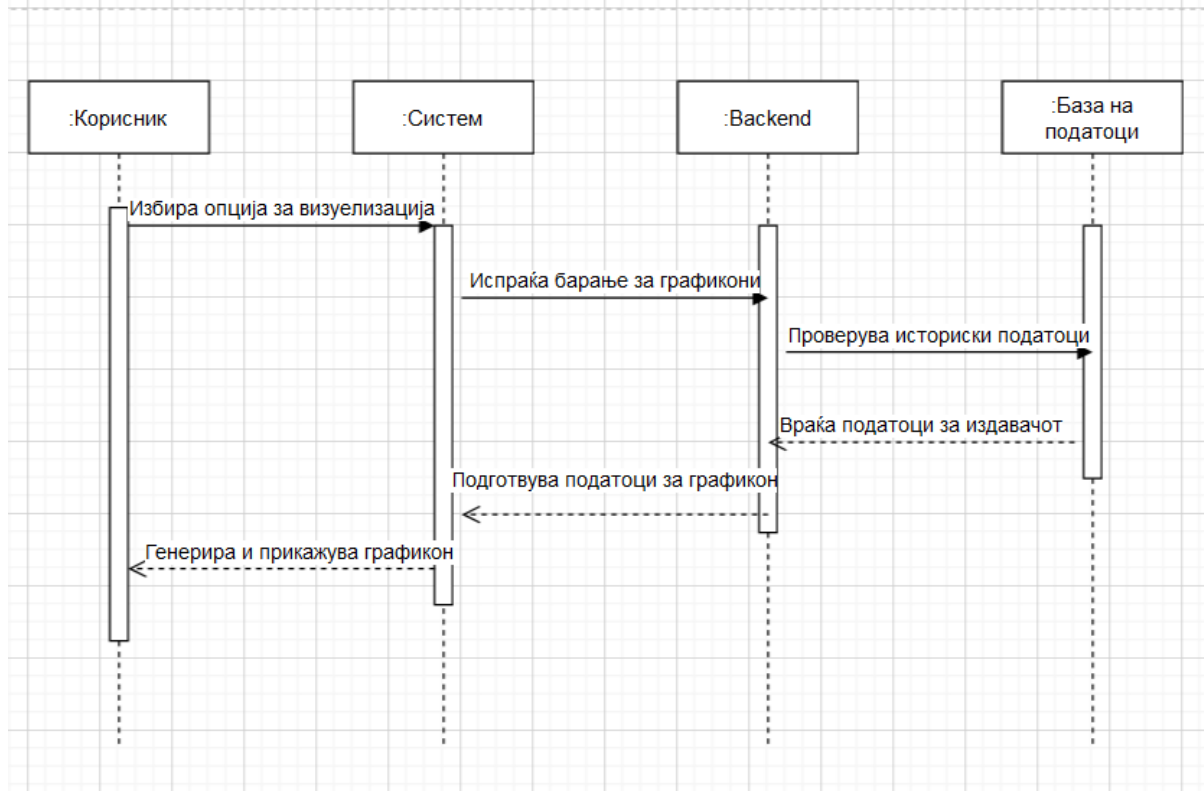 :Корисник
:Систем
:Backend
:База на
податоци
Избира опција за визуелизација
Испраќа барање за графикони
Проверува историски податоци
Враќа податоци за издавачот
Подготвува податоци за графикон
Генерира и прикажува графикон